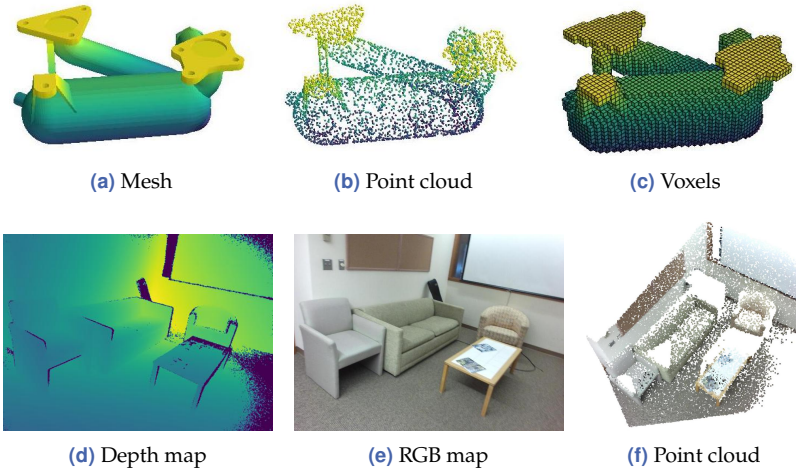 (a) Mesh
(b) Point cloud
(c) Voxels
(d) Depth map
(e) RGB map
(f) Point cloud